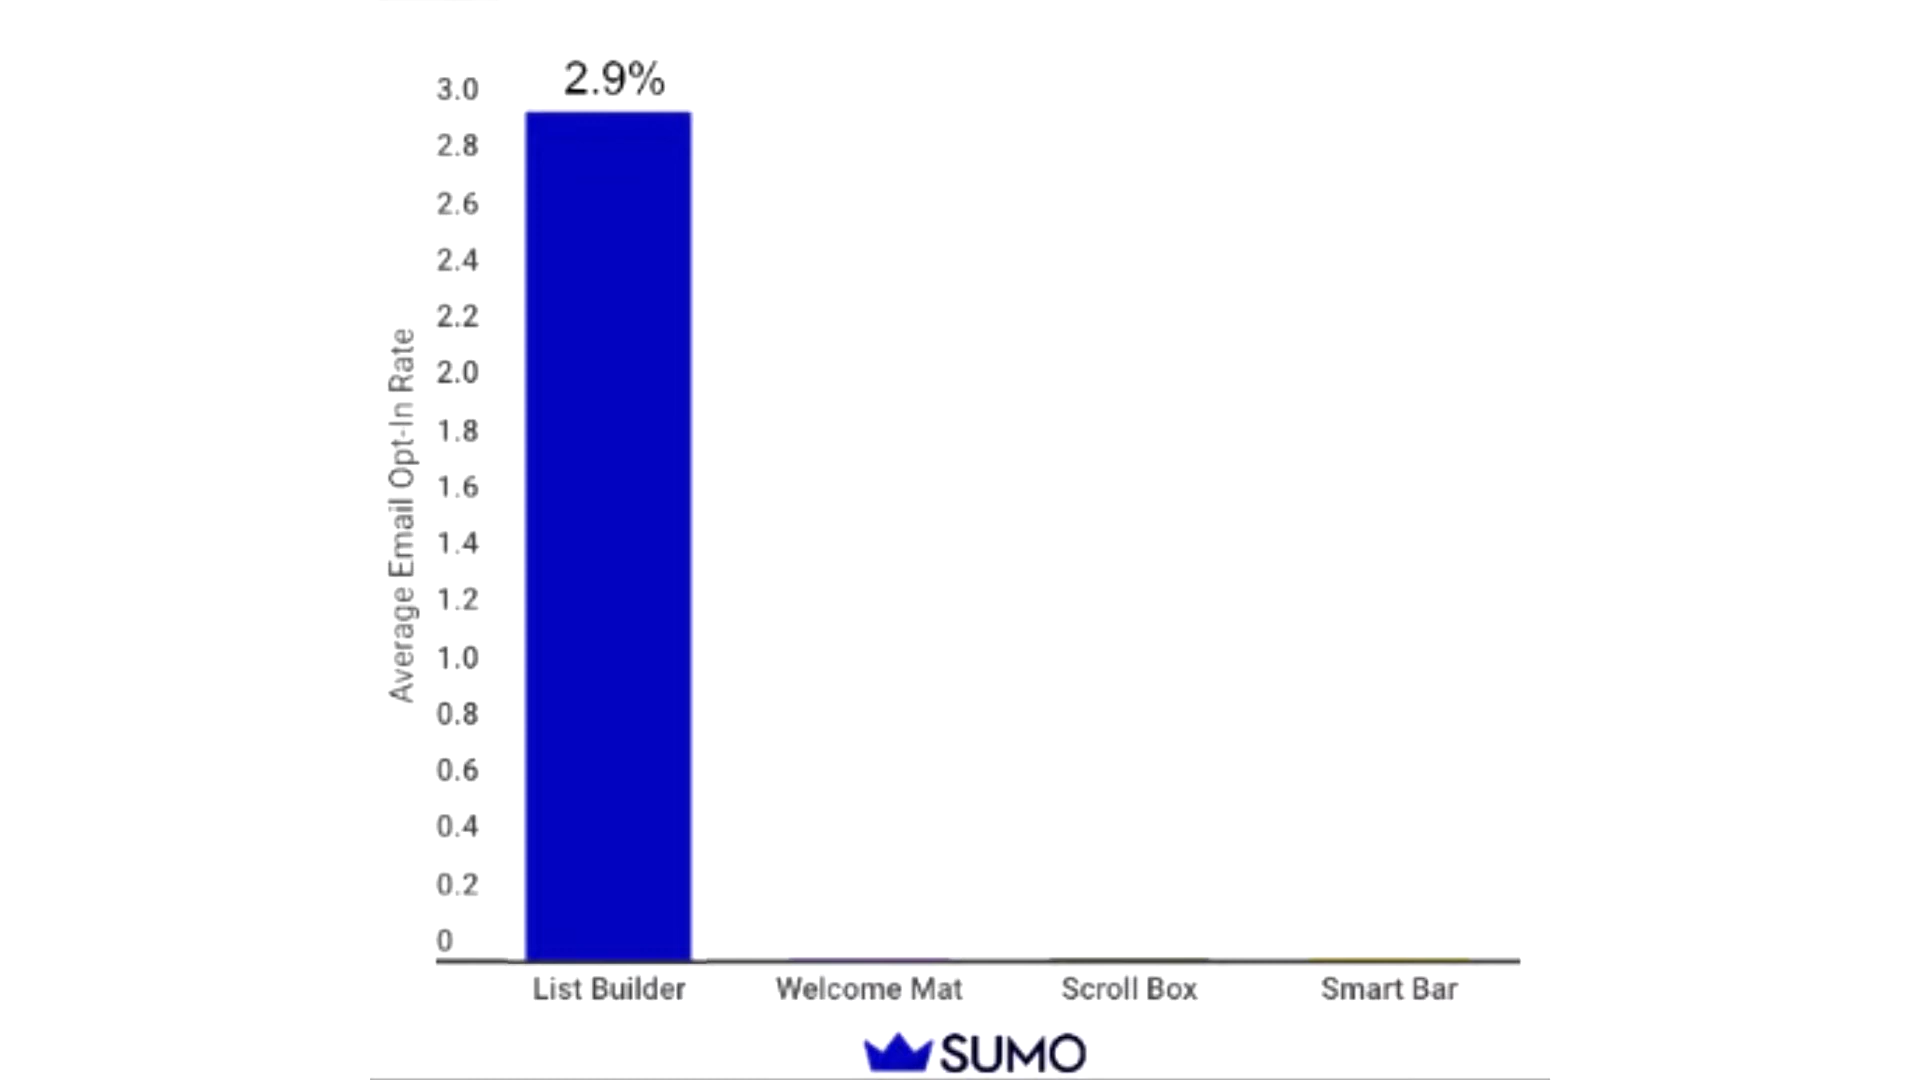 2.9%
3.0
2.8
2.6
2.4
2.2
2.0
1.8
1.6
1.4
1.2
1.0
0.8
0.6
0.4
0.2
0
Average Email Opt-In Rate
List Builder
Welcome Mat
Scroll Box
Smart Bar
SUMO